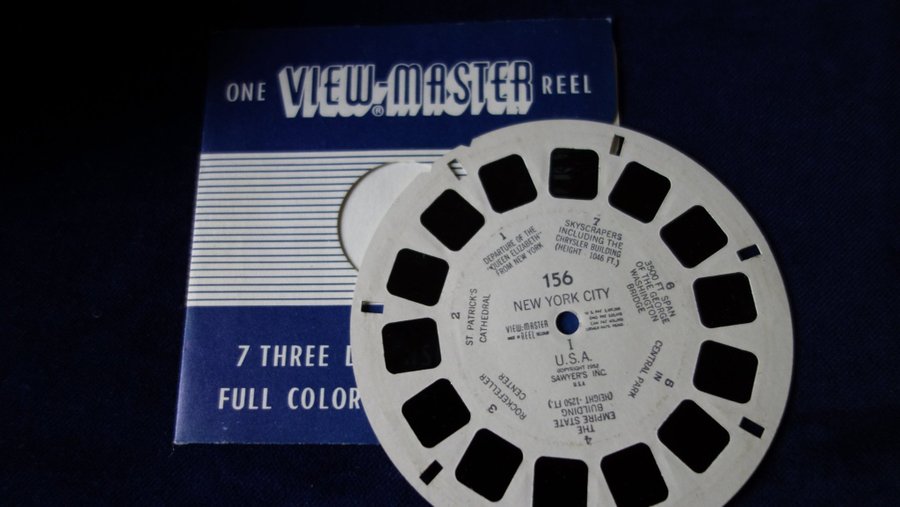 ONE VIEW-MASTER® REEL
7 THREE
FULL COLOR
1
DEPARTURE OF THE
"QUEEN ELIZABETH"
FROM NEW YORK
7
SKYSCRAPERS
INCLUDING THE
CHRYSLER BUILDING
(HEIGHT 1046 FT.)
6
3500 FT SPAN
OF THE GEORGE
WASHINGTON
BRIDGE
2
ST PATRICK'S
CATHEDRAL
156
NEW YORK CITY
VIEW-MASTER
REEL
I
U.S.A.
SAWYER'S INC.
3
ROCKEFELLER
CENTER
4
THE
EMPIRE STATE
BUILDING
(HEIGHT-1250 FT.)
5
IN
CENTRAL PARK